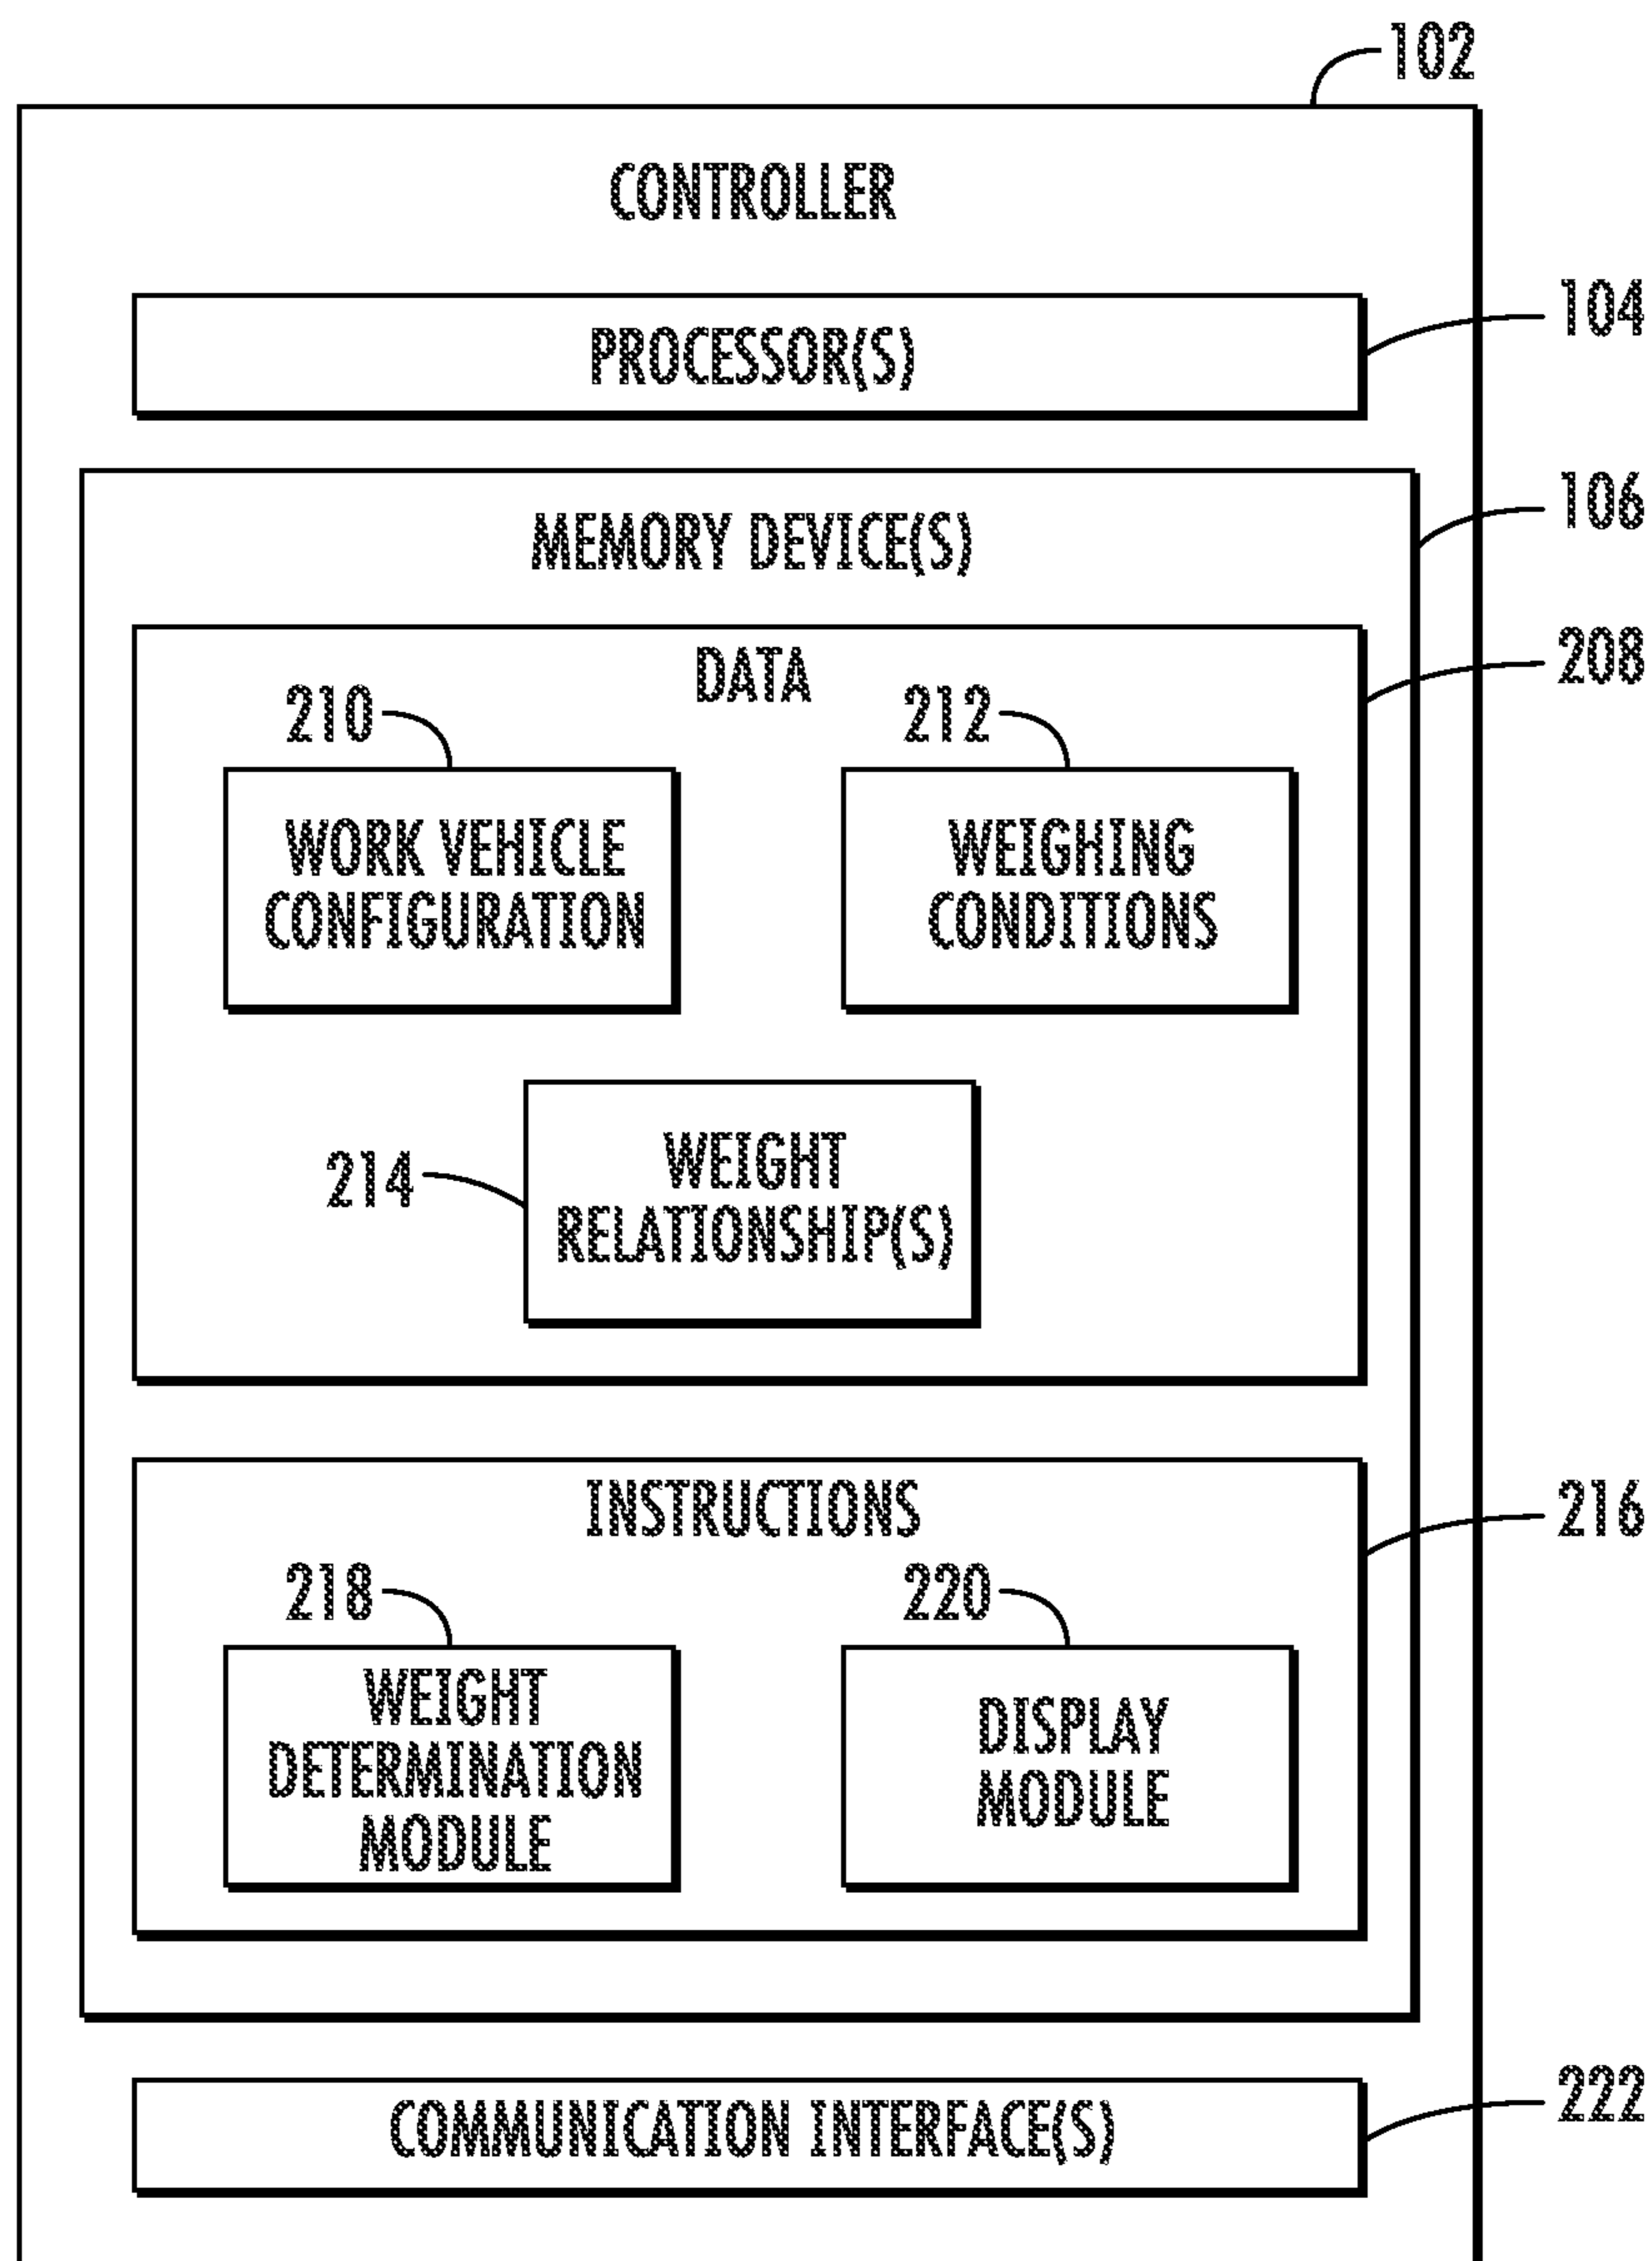 102
CONTROLLER
PROCESSOR(S)
104
106
MEMORY DEVICE(S)
208
DATA
210
212
WORK VEHICLE
CONFIGURATION
WEIGHING
CONDITIONS
214
WEIGHT
RELATIONSHIP(S)
INSTRUCTIONS
216
218
220
WEIGHT
DETERMINATION
MODULE
DISPLAY
MODULE
COMMUNICATION INTERFACE(S)
222